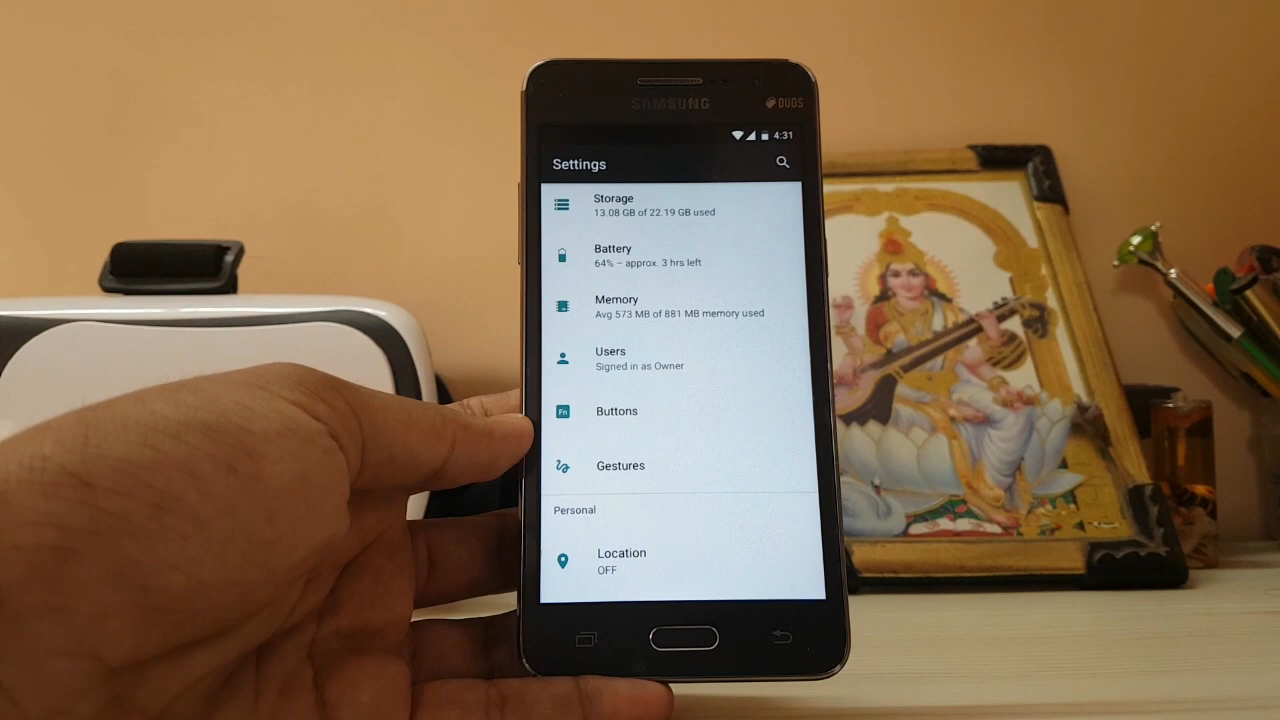 SAMSUNG
DUOS
4:31
Settings
Storage
13.08 GB of 22.19 GB used
Battery
64% – approx. 3 hrs left
Memory
Avg 573 MB of 881 MB memory used
Users
Signed in as Owner
Fn
Buttons
Gestures
Personal
Location
OFF